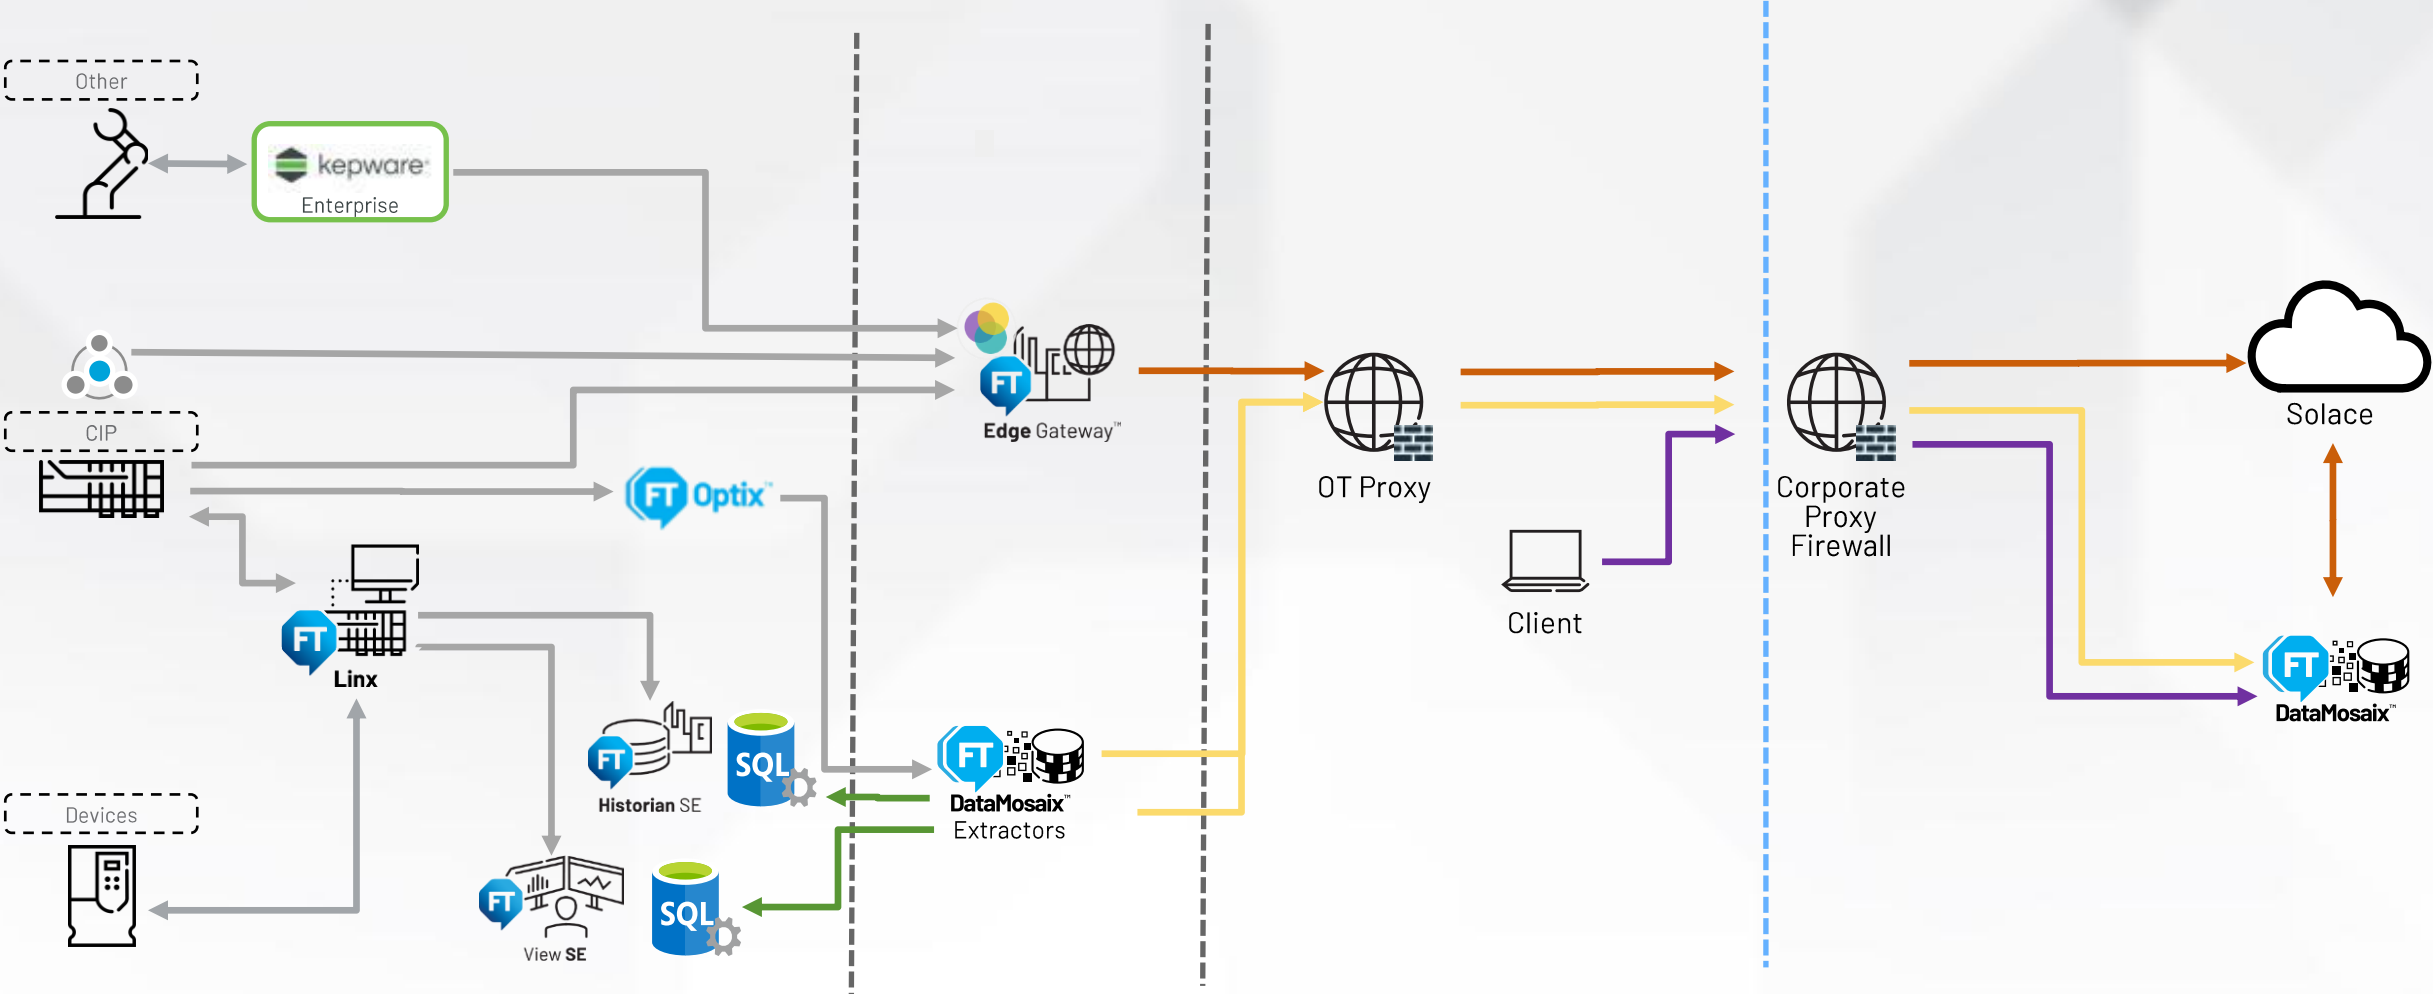 Other
kepware
Enterprise
CIP
FT
Edge Gateway™
FT Optix™
OT Proxy
Corporate
Proxy
Firewall
Solace
Client
FT
Linx
FT
Historian SE
SQL
FT
DataMosaix™
Extractors
FT
DataMosaix™
Devices
FT
View SE
SQL